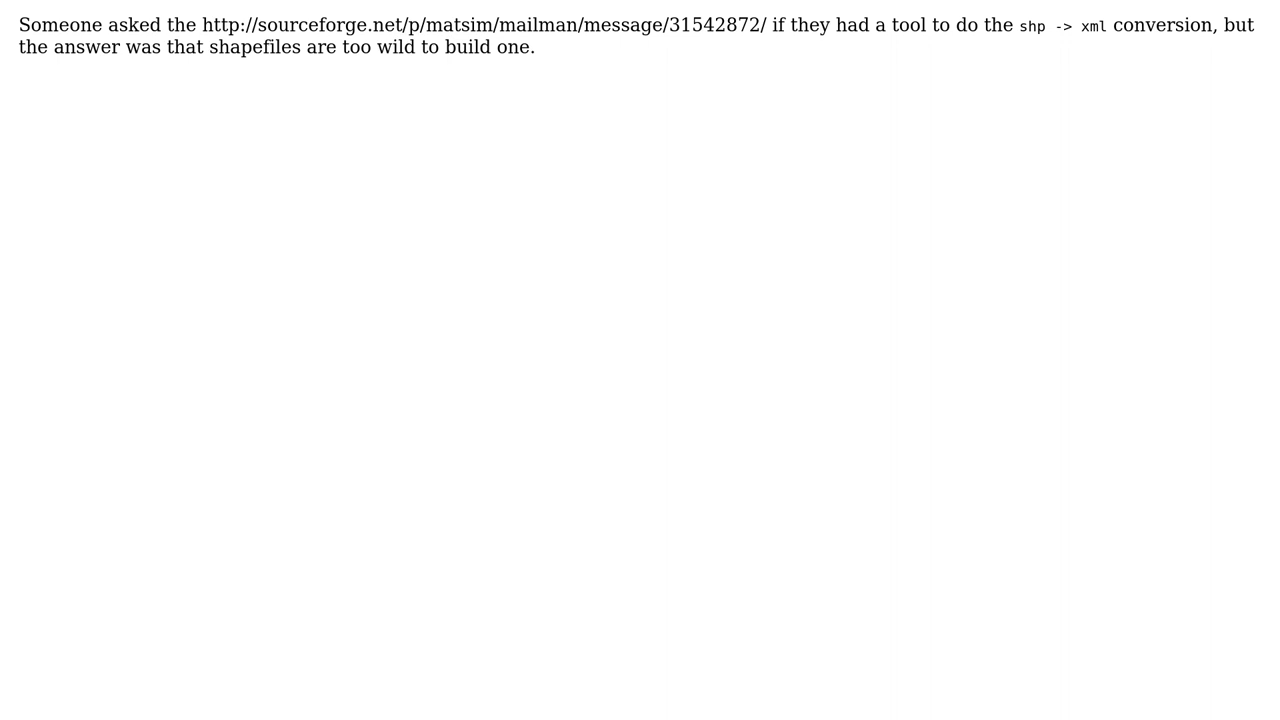 Someone asked the http://sourceforge.net/p/matsim/mailman/message/31542872/ if they had a tool to do the shp -> xml conversion, but
the answer was that shapefiles are too wild to build one.